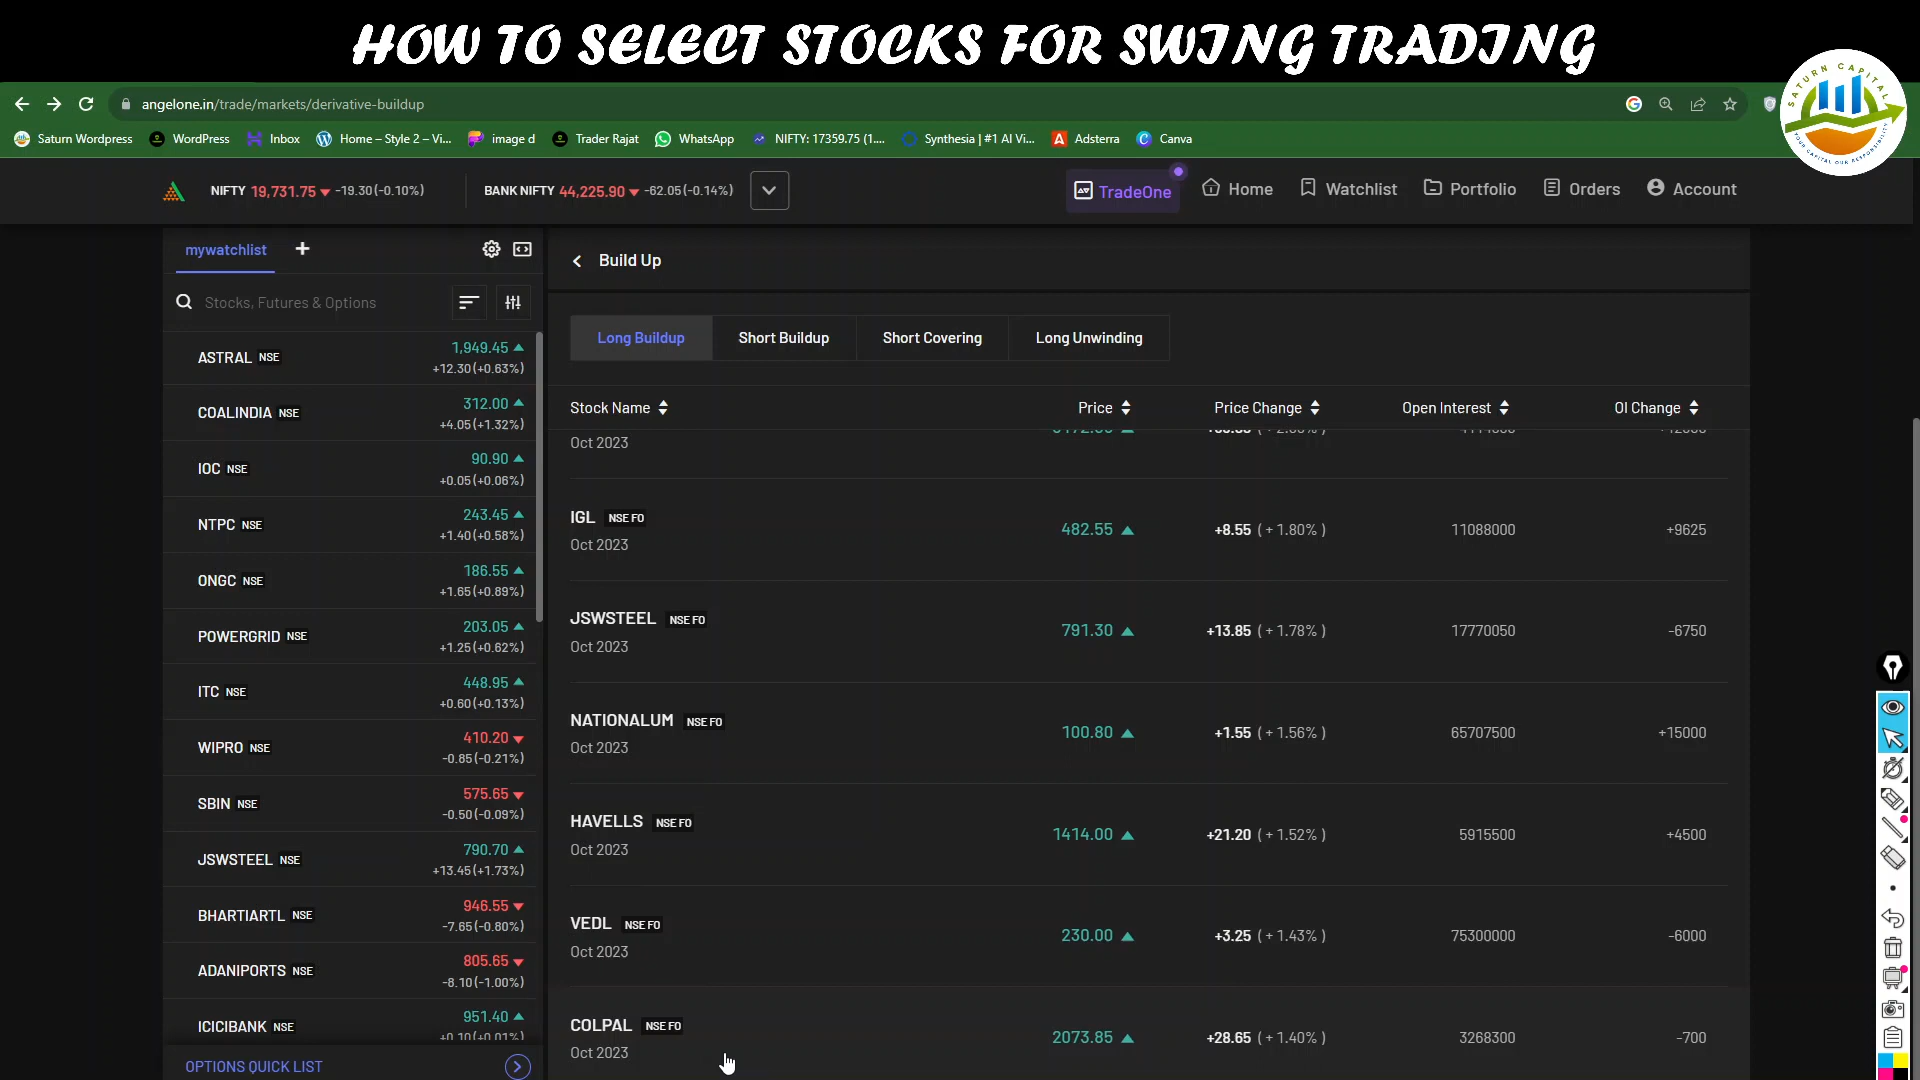 HOW TO SELECT STOCKS FOR SWING TRADING
SATURN CAPITAL
YOUR CAPITAL OUR RESPONSIBILITY
angelone.in/trade/markets/derivative-buildup
Saturn Wordpress WordPress Inbox Home – Style 2 – Vi... image d Trader Rajat WhatsApp NIFTY: 17359.75 (1.... Synthesia | #1 AI Vi... Adsterra Canva
NIFTY 19,731.75 -19.30 (-0.10%) BANK NIFTY 44,225.90 -62.05 (-0.14%) TradeOne Home Watchlist Portfolio Orders Account
mywatchlist +
Stocks, Futures & Options
ASTRAL NSE 1,949.45
+12.30 (+0.63%)
COALINDIA NSE 312.00
+4.05 (+1.32%)
IOC NSE 90.90
+0.05 (+0.06%)
NTPC NSE 243.45
+1.40 (+0.58%)
ONGC NSE 186.55
+1.65 (+0.89%)
POWERGRID NSE 203.05
+1.25 (+0.62%)
ITC NSE 448.95
+0.60 (+0.13%)
WIPRO NSE 410.20
-0.85 (-0.21%)
SBIN NSE 575.65
-0.50 (-0.09%)
JSWSTEEL NSE 790.70
+13.45 (+1.73%)
BHARTIARTL NSE 946.55
-7.65 (-0.80%)
ADANIPORTS NSE 805.65
-8.10 (-1.00%)
ICICIBANK NSE 951.40
+0.10 (+0.01%)
OPTIONS QUICK LIST
Build Up
Long Buildup Short Buildup Short Covering Long Unwinding
Stock Name Price Price Change Open Interest OI Change
Oct 2023
IGL NSE FO 482.55 +8.55 ( + 1.80% ) 11088000 +9625
Oct 2023
JSWSTEEL NSE FO 791.30 +13.85 ( + 1.78% ) 17770050 -6750
Oct 2023
NATIONALUM NSE FO 100.80 +1.55 ( + 1.56% ) 65707500 +15000
Oct 2023
HAVELLS NSE FO 1414.00 +21.20 ( + 1.52% ) 5915500 +4500
Oct 2023
VEDL NSE FO 230.00 +3.25 ( + 1.43% ) 75300000 -6000
Oct 2023
COLPAL NSE FO 2073.85 +28.65 ( + 1.40% ) 3268300 -700
Oct 2023